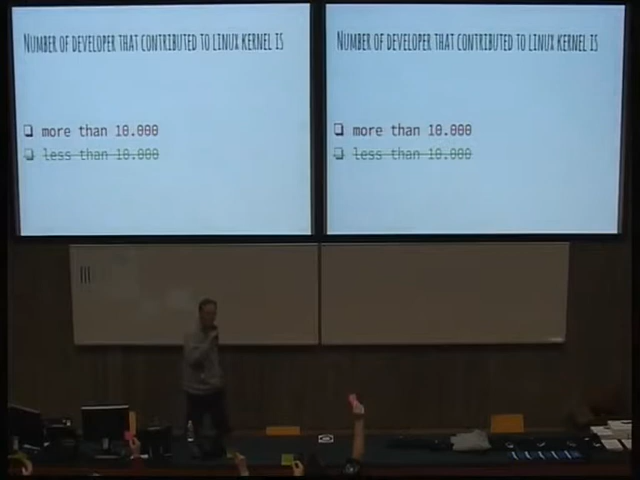 NUMBER OF DEVELOPER THAT CONTRIBUTED TO LINUX KERNEL IS
more than 10.000
less than 10.000
NUMBER OF DEVELOPER THAT CONTRIBUTED TO LINUX KERNEL IS
more than 10.000
less than 10.000